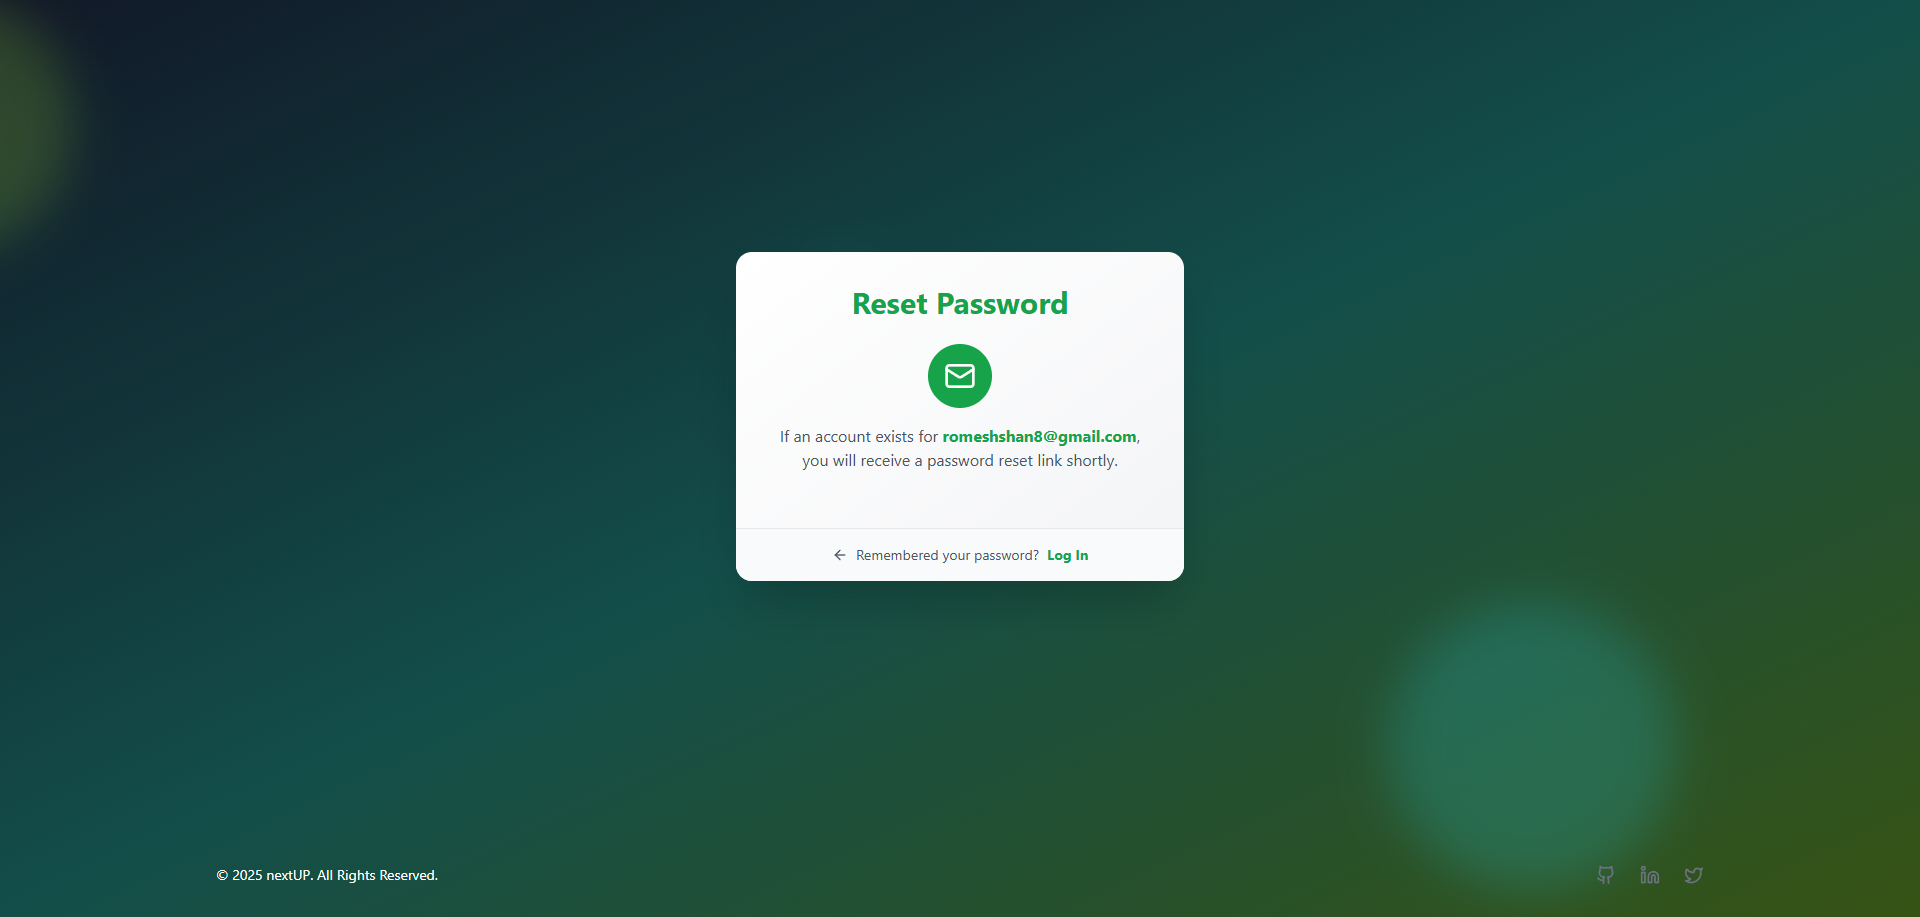 Reset Password
If an account exists for romeshshan8@gmail.com,
you will receive a password reset link shortly.
Remembered your password? Log In
© 2025 nextUP. All Rights Reserved.